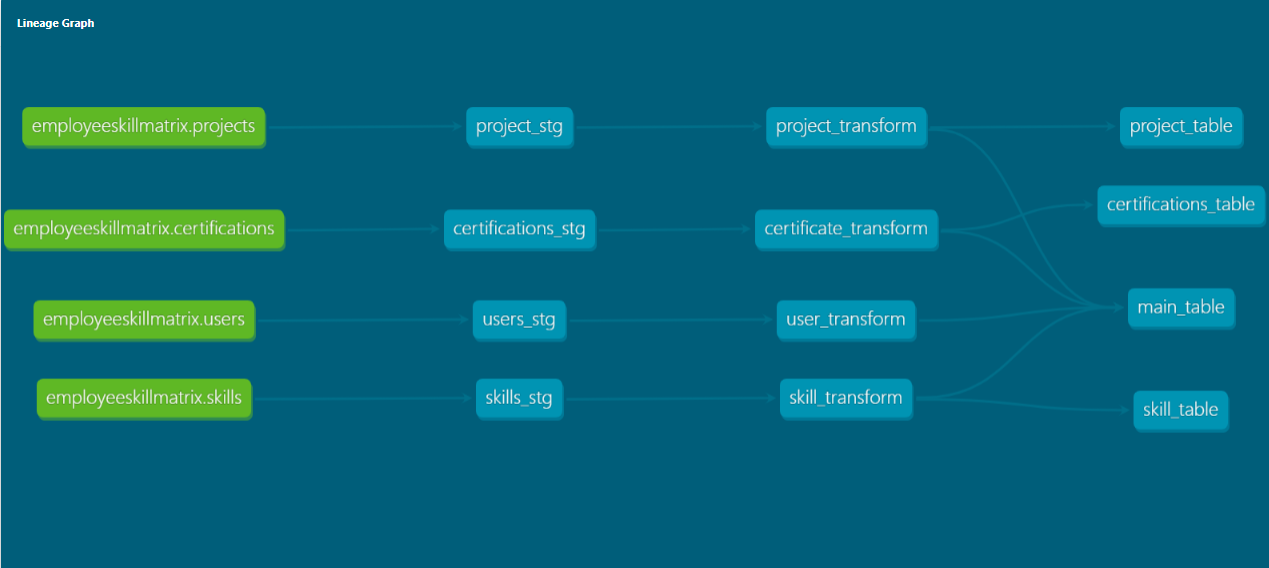 Lineage Graph
employeeskillmatrix.projects
project_stg
project_transform
project_table
certifications_table
employeeskillmatrix.certifications
certifications_stg
certificate_transform
main_table
employeeskillmatrix.users
users_stg
user_transform
employeeskillmatrix.skills
skills_stg
skill_transform
skill_table